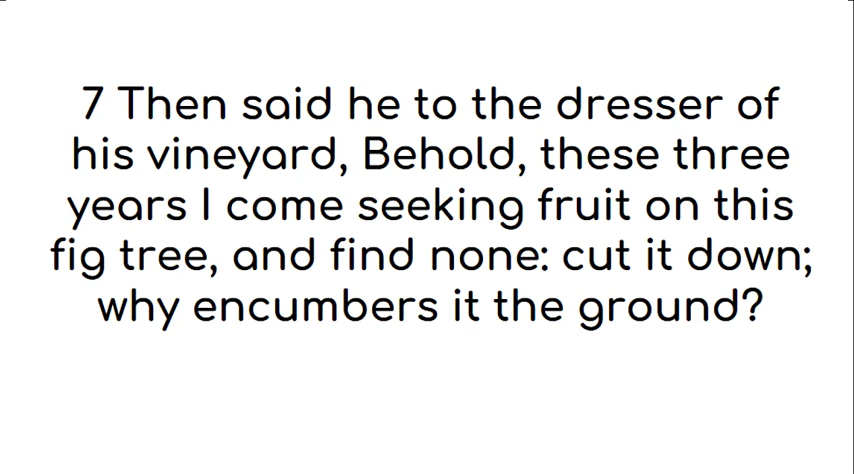 7 Then said he to the dresser of
his vineyard, Behold, these three
years I come seeking fruit on this
fig tree, and find none: cut it down;
why encumbers it the ground?